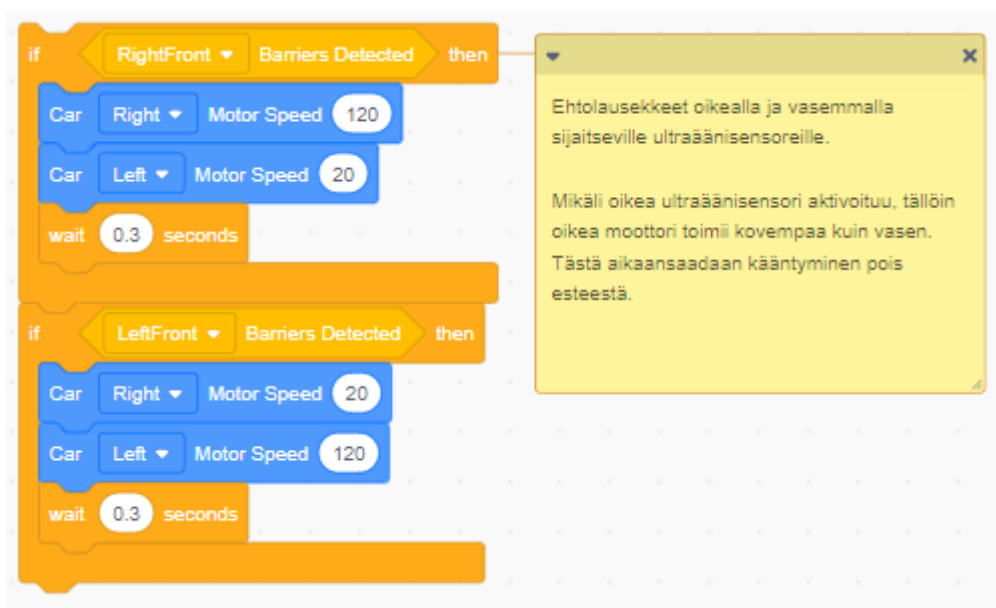 if RightFront Barriers Detected then
Car Right Motor Speed 120
Car Left Motor Speed 20
wait 0.3 seconds
if LeftFront Barriers Detected then
Car Right Motor Speed 20
Car Left Motor Speed 120
wait 0.3 seconds
Ehtolausekkeet oikealla ja vasemmalla
sijaitseville ultraäänisensoreille.
Mikäli oikea ultraäänisensori aktivoituu, tällöin
oikea moottori toimii kovempaa kuin vasen.
Tästä aikaansaadaan kääntyminen pois
esteestä.